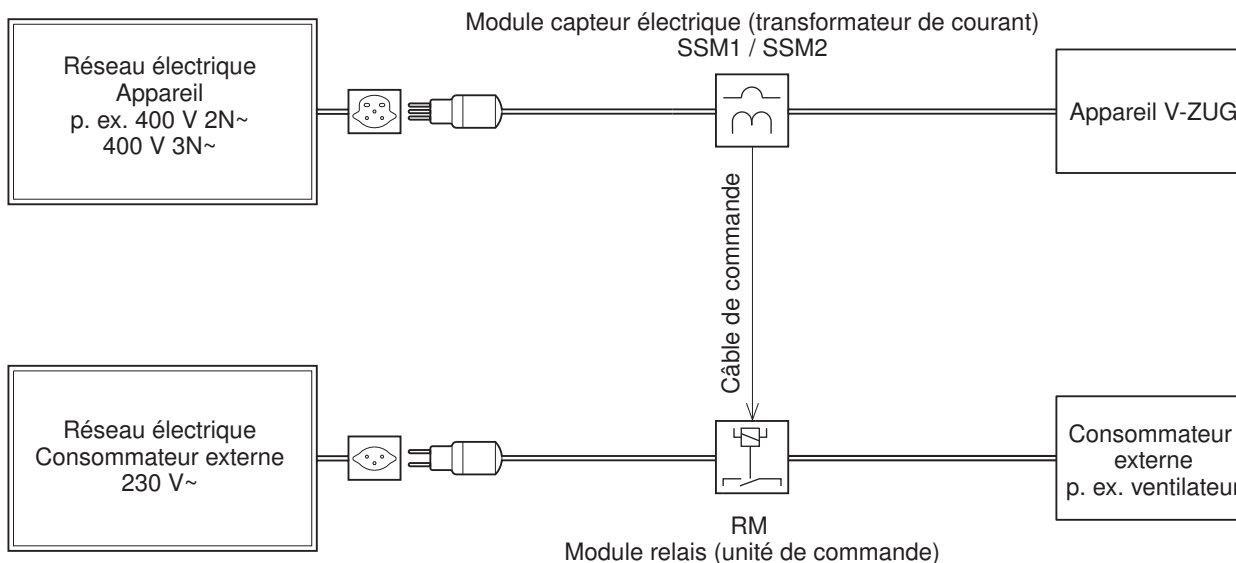 Module capteur électrique (transformateur de courant)
SSM1 / SSM2
Réseau électrique
Appareil
p. ex. 400 V 2N~
400 V 3N~
Appareil V-ZUG
Câble de commande
Réseau électrique
Consommateur externe
230 V~
Consommateur
externe
p. ex. ventilateur
RM
Module relais (unité de commande)